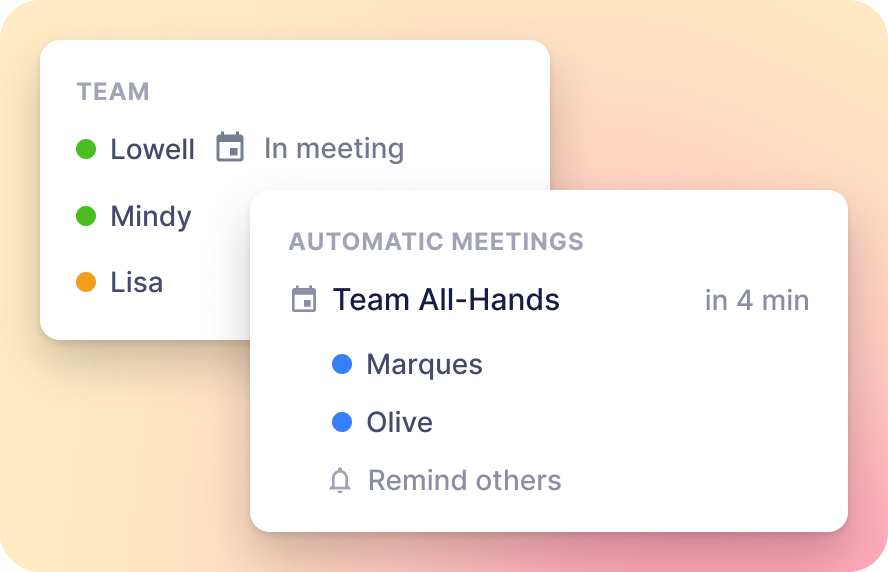 TEAM
Lowell In meeting
Mindy
Lisa
AUTOMATIC MEETINGS
Team All-Hands in 4 min
Marques
Olive
Remind others